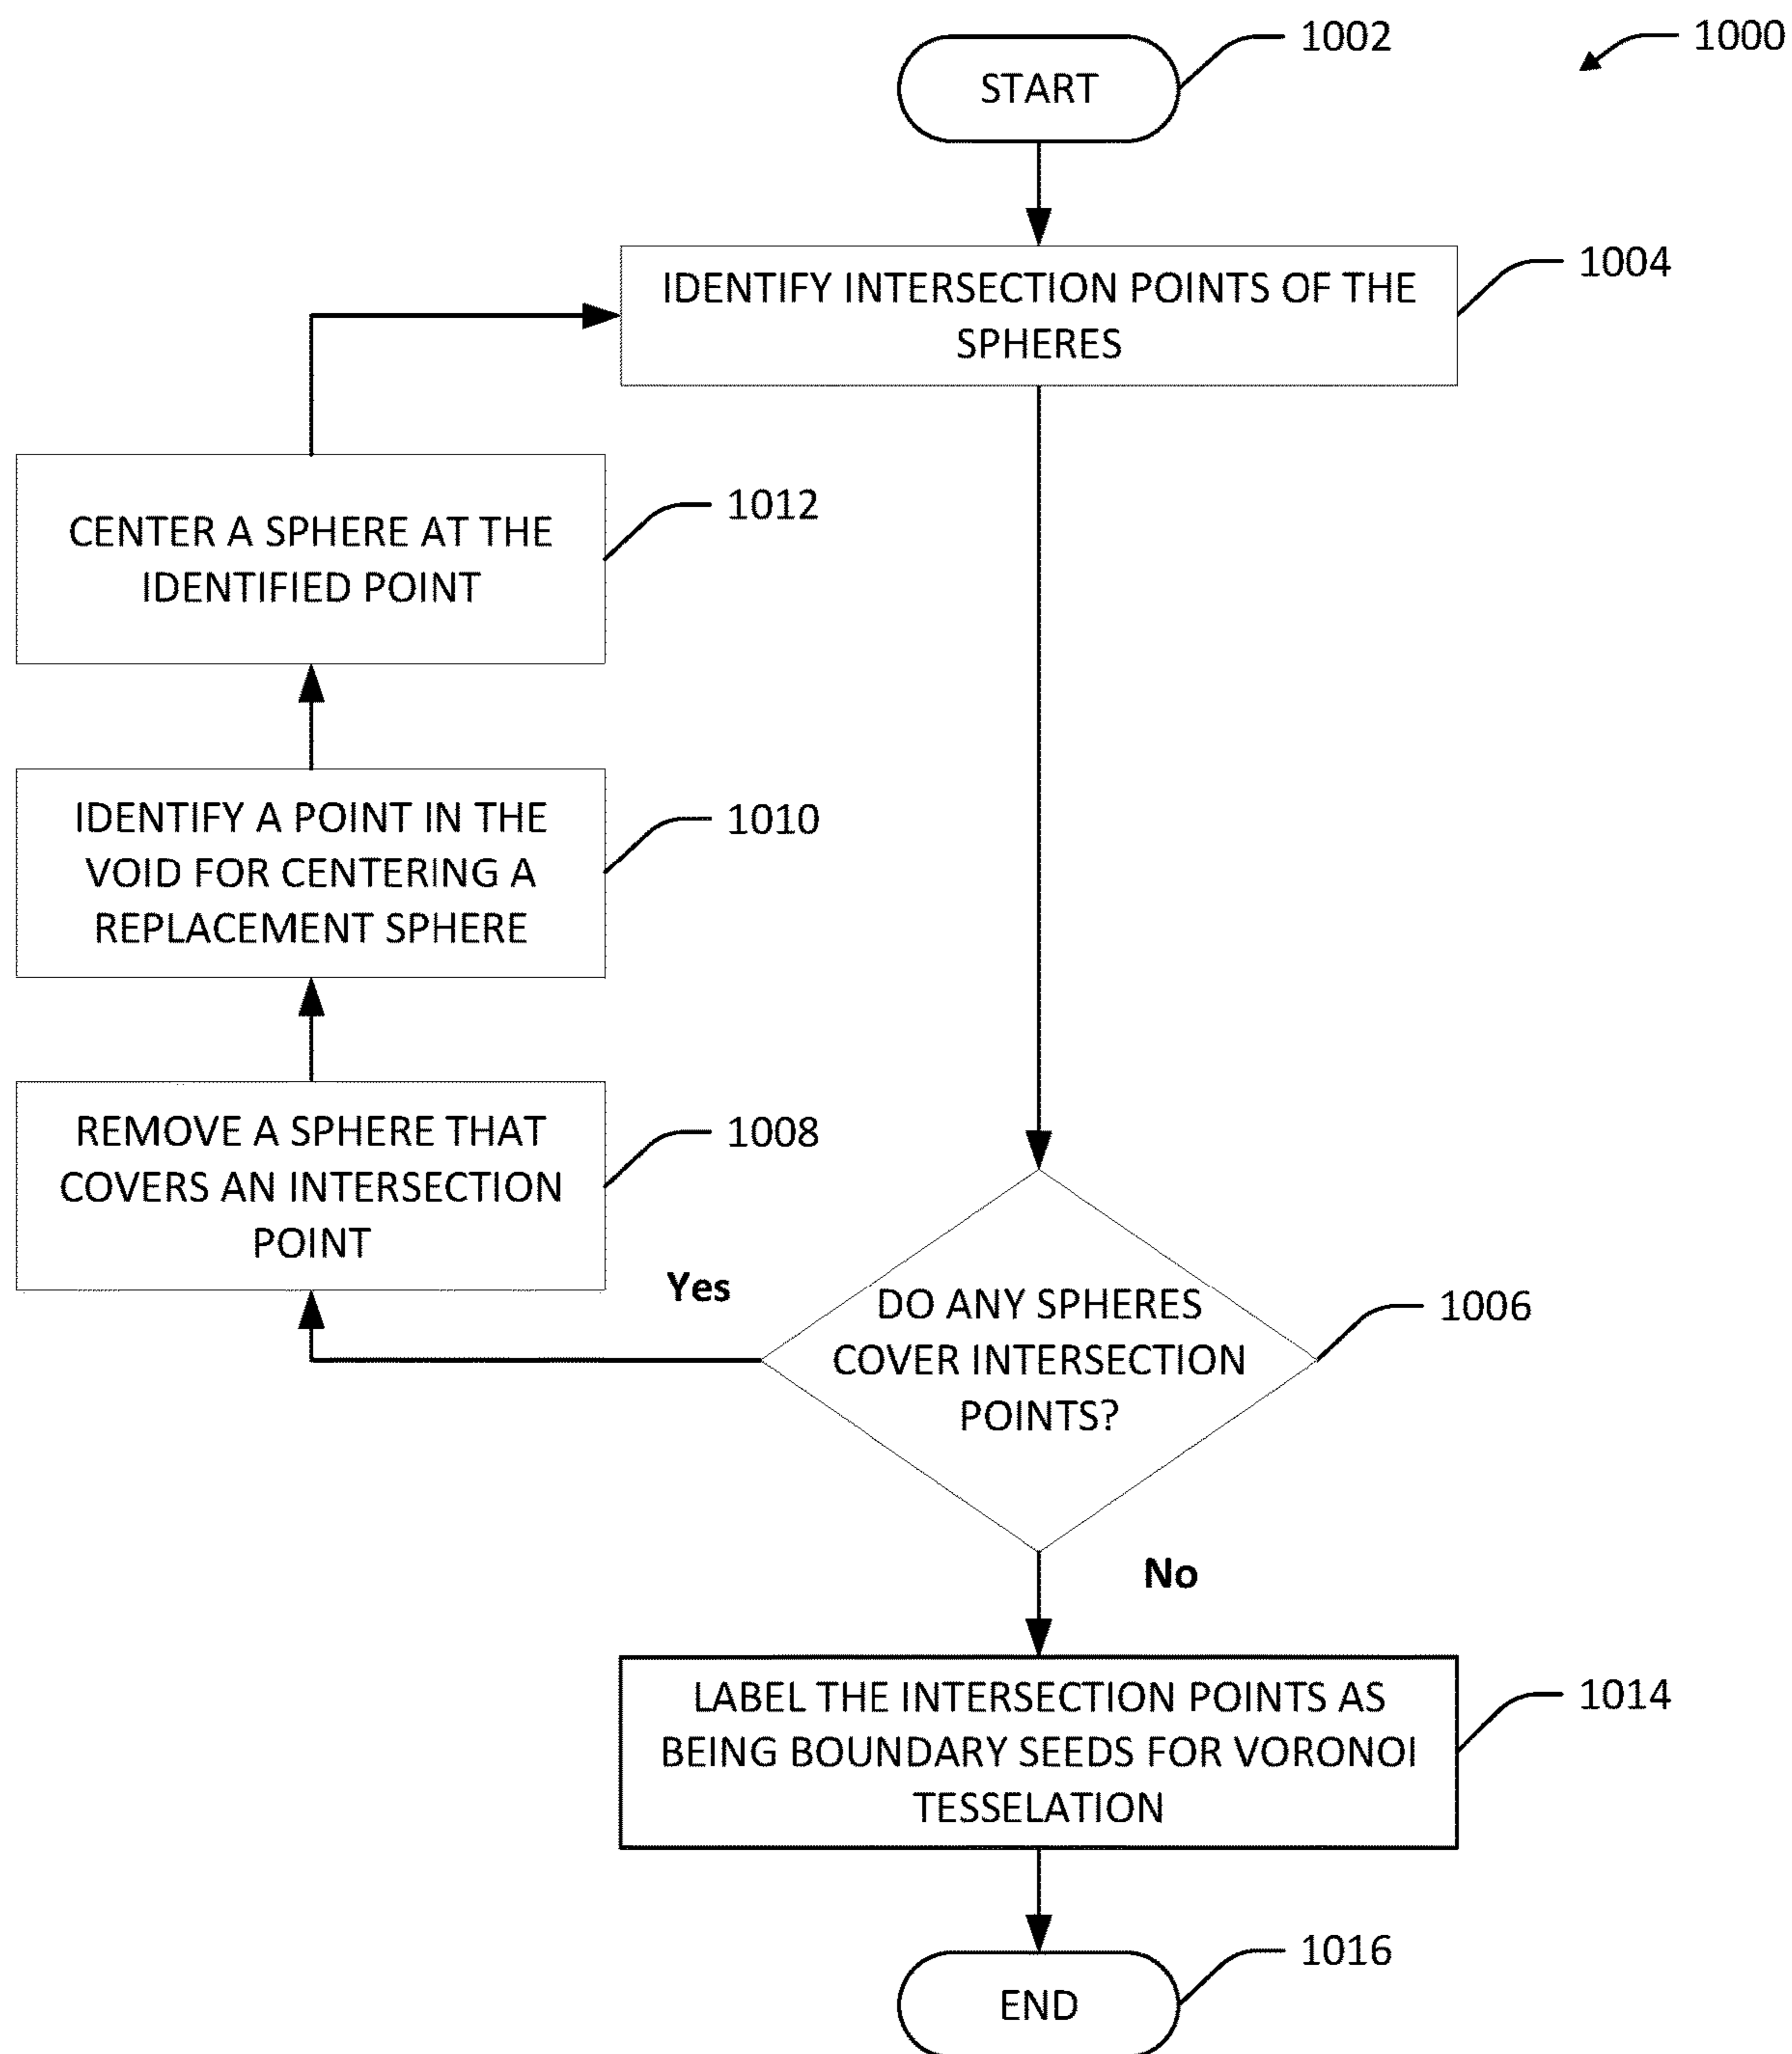 1000
START
1002
IDENTIFY INTERSECTION POINTS OF THE
SPHERES
1004
CENTER A SPHERE AT THE
IDENTIFIED POINT
1012
IDENTIFY A POINT IN THE
VOID FOR CENTERING A
REPLACEMENT SPHERE
1010
REMOVE A SPHERE THAT
COVERS AN INTERSECTION
POINT
1008
Yes
DO ANY SPHERES
COVER INTERSECTION
POINTS?
1006
No
LABEL THE INTERSECTION POINTS AS
BEING BOUNDARY SEEDS FOR VORONOI
TESSELATION
1014
END
1016